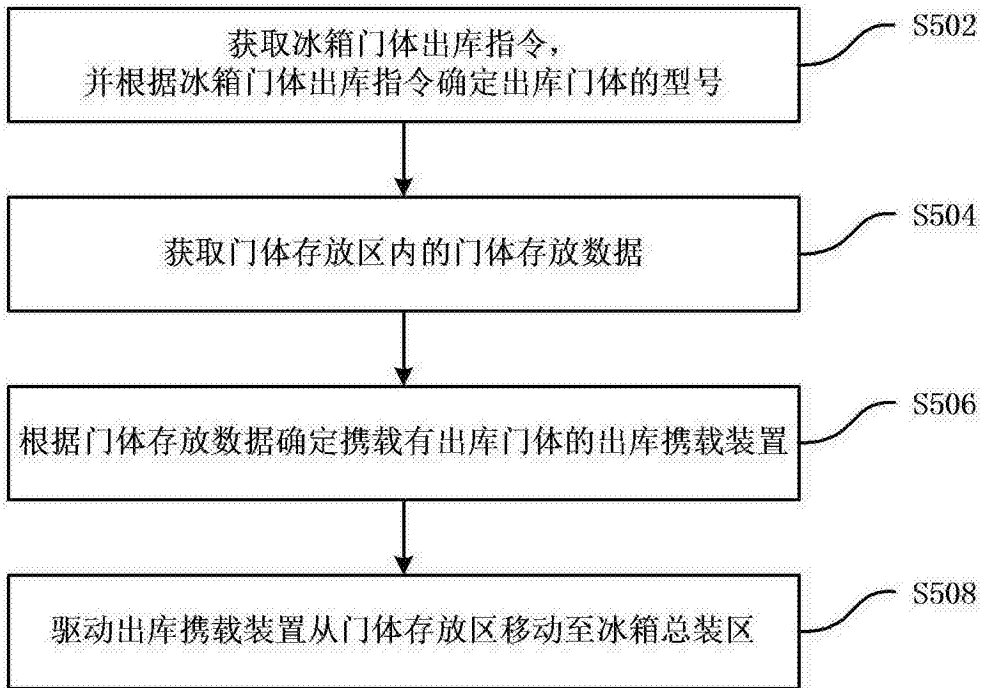 获取冰箱门体出库指令，
并根据冰箱门体出库指令确定出库门体的型号
S502
获取门体存放区内的门体存放数据
S504
根据门体存放数据确定携载有出库门体的出库携载装置
S506
驱动出库携载装置从门体存放区移动至冰箱总装区
S508